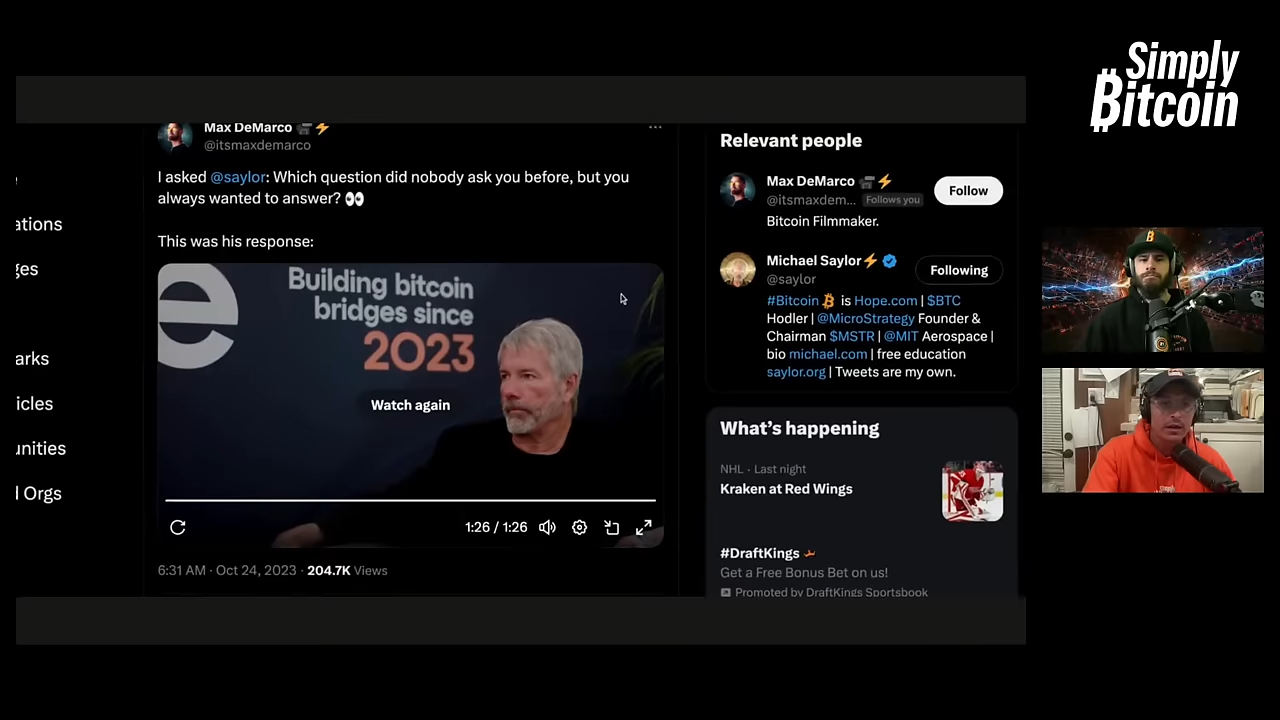 Simply
Bitcoin
Max DeMarco
@itsmaxdemarco
I asked @saylor: Which question did nobody ask you before, but you
always wanted to answer? 👀
This was his response:
e
Building bitcoin
bridges since
2023
Watch again
1:26 / 1:26
6:31 AM · Oct 24, 2023 · 204.7K Views
ations
ges
arks
icles
unities
d Orgs
Relevant people
Max DeMarco
@itsmaxdem... Follows you
Follow
Bitcoin Filmmaker.
Michael Saylor⚡
@saylor
Following
#Bitcoin is Hope.com | $BTC
Hodler | @MicroStrategy Founder &
Chairman $MSTR | @MIT Aerospace |
bio michael.com | free education
saylor.org | Tweets are my own.
What's happening
NHL · Last night
Kraken at Red Wings
#DraftKings
Get a Free Bonus Bet on us!
Promoted by DraftKings Sportsbook